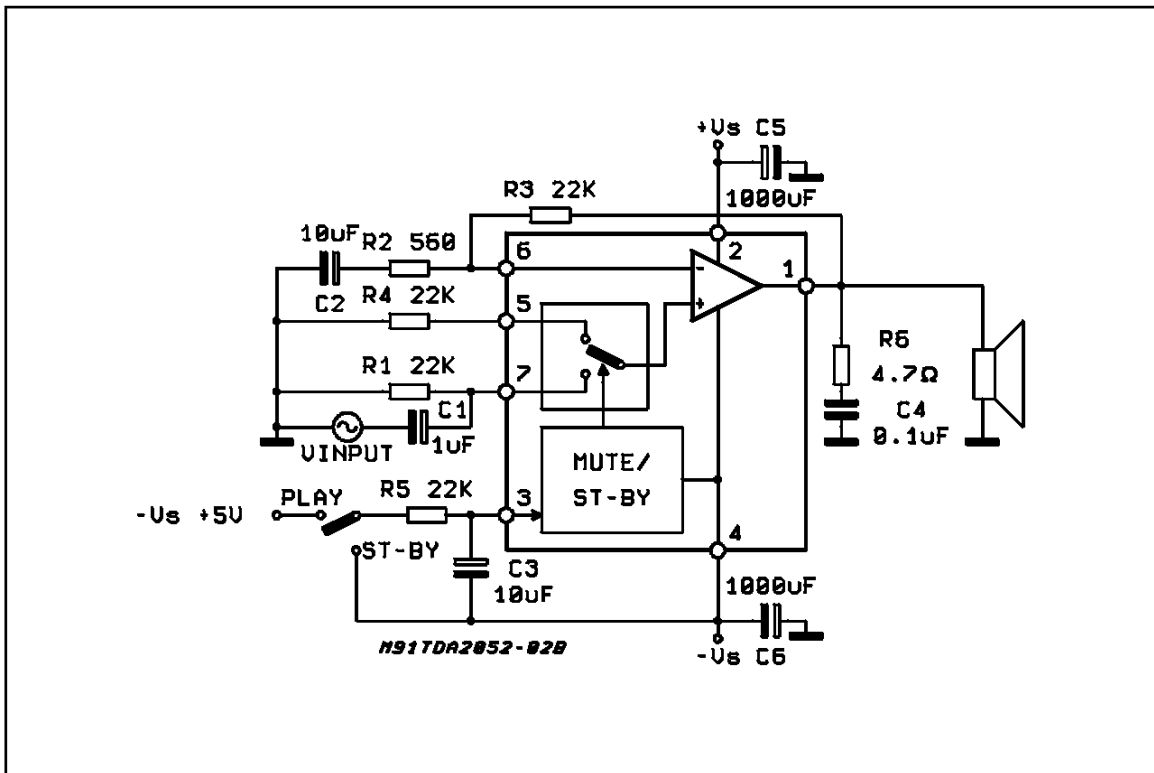 +Vs C5
1000uF
R3 22K
10uF R2 560
C2
R4 22K
R1 22K
C1
1uF
VINPUT
6
5
7
2
1
-
+
R6
4.7Ω
C4
0.1uF
MUTE/
ST-BY
-Vs +5V
PLAY
R5 22K
3
ST-BY
C3
10uF
4
1000uF
-Vs C6
M91TDA2052-02B